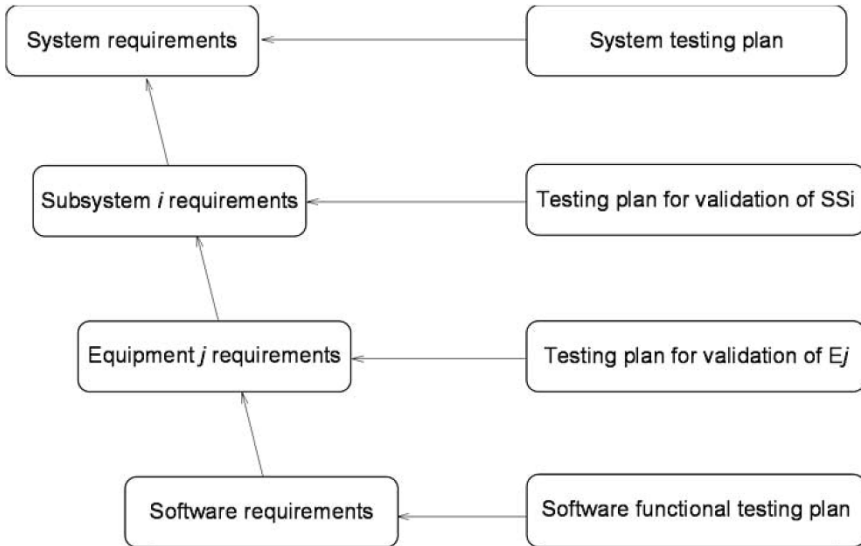 System requirements
System testing plan
Subsystem i requirements
Testing plan for validation of SSi
Equipment j requirements
Testing plan for validation of Ej
Software requirements
Software functional testing plan